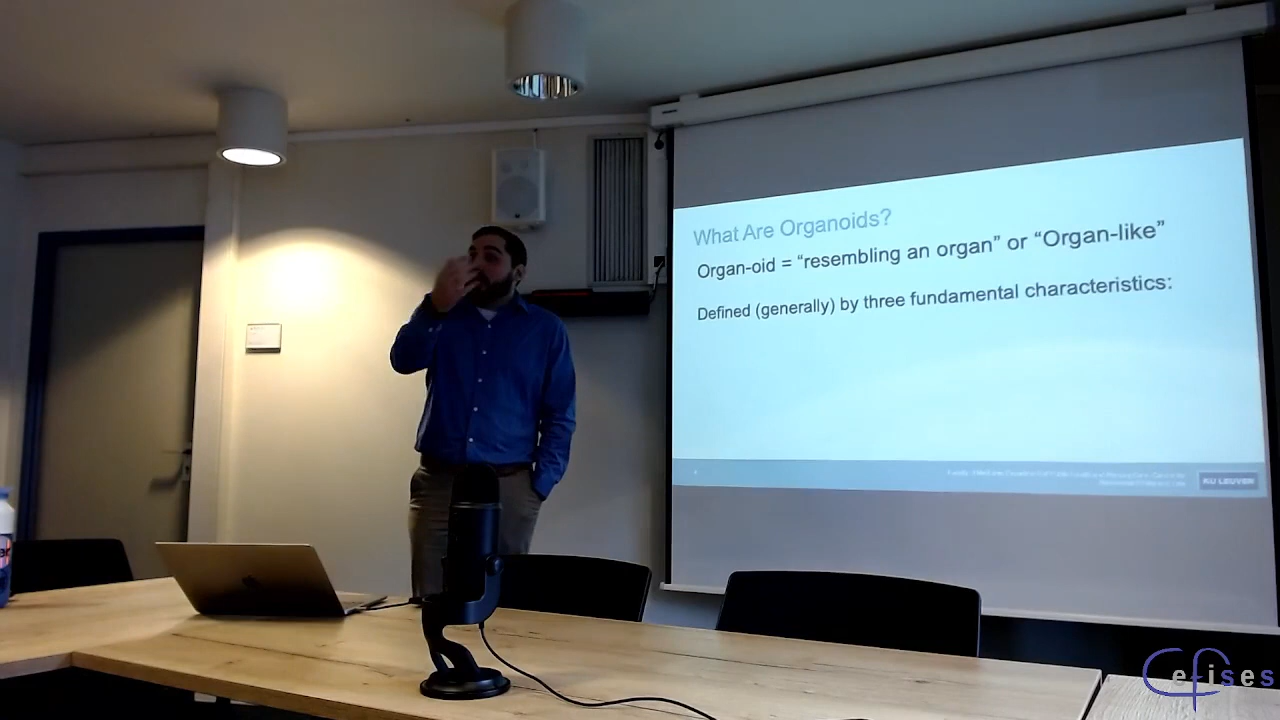 What Are Organoids?
Organ-oid = “resembling an organ” or “Organ-like”
Defined (generally) by three fundamental characteristics:
KU LEUVEN
efises